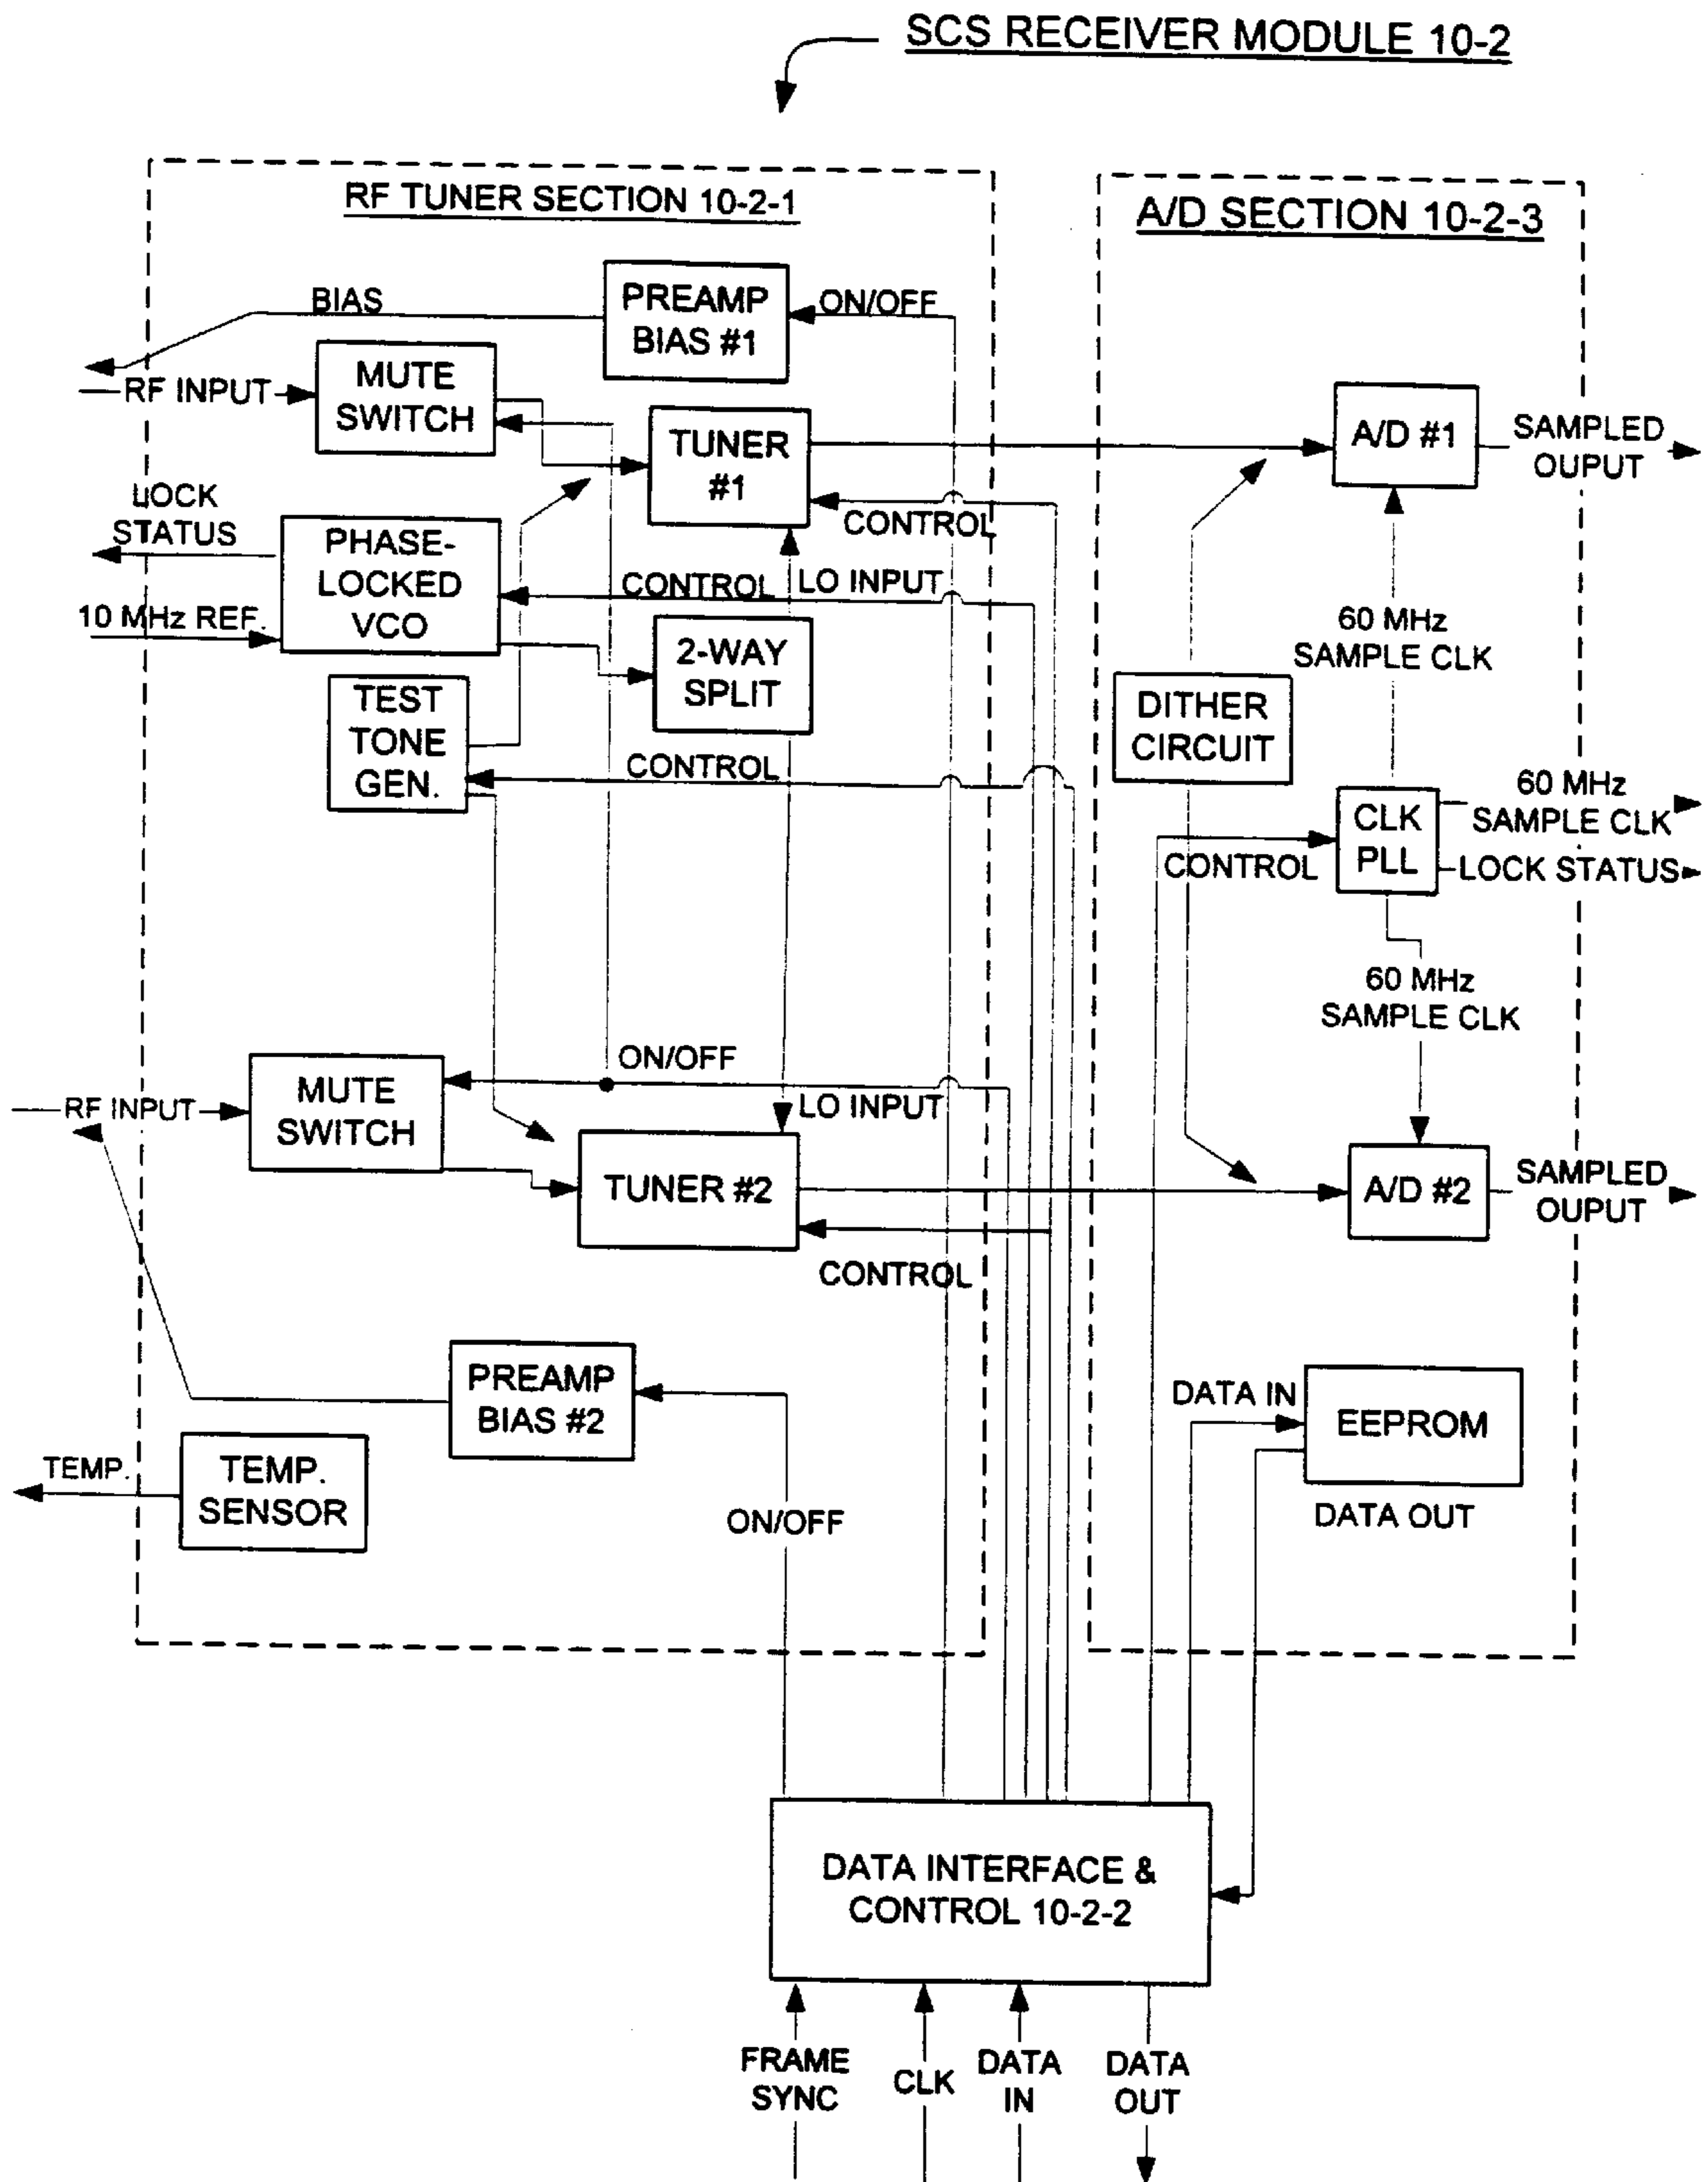 SCS RECEIVER MODULE 10-2
RF TUNER SECTION 10-2-1
A/D SECTION 10-2-3
BIAS
PREAMP
BIAS #1
ON/OFF
RF INPUT
MUTE
SWITCH
TUNER
#1
A/D #1
SAMPLED
OUPUT
CONTROL
LOCK
STATUS
PHASE-
LOCKED
VCO
10 MHz REF.
CONTROL
LO INPUT
2-WAY
SPLIT
60 MHz
SAMPLE CLK
TEST
TONE
GEN.
CONTROL
DITHER
CIRCUIT
CLK
PLL
CONTROL
60 MHz
SAMPLE CLK
LOCK STATUS
60 MHz
SAMPLE CLK
ON/OFF
RF INPUT
MUTE
SWITCH
LO INPUT
TUNER #2
A/D #2
SAMPLED
OUPUT
CONTROL
PREAMP
BIAS #2
DATA IN
EEPROM
DATA OUT
TEMP.
TEMP.
SENSOR
ON/OFF
DATA INTERFACE &
CONTROL 10-2-2
FRAME
SYNC
CLK
DATA
IN
DATA
OUT